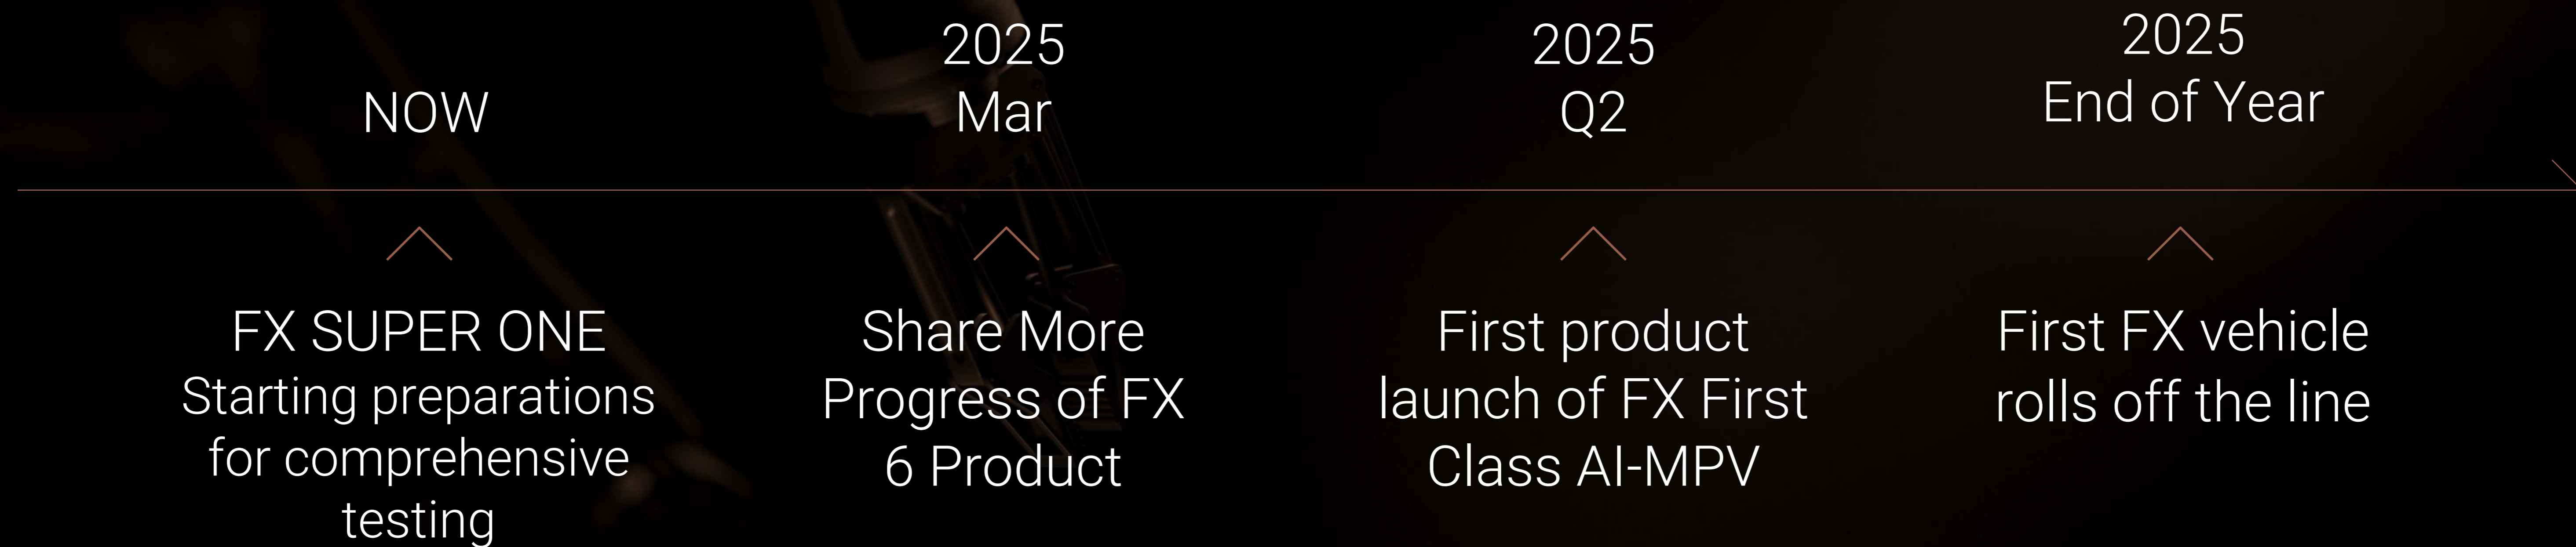 NOW
2025
Mar
2025
Q2
2025
End of Year
FX SUPER ONE
Starting preparations
for comprehensive
testing
Share More
Progress of FX
6 Product
First product
launch of FX First
Class AI-MPV
First FX vehicle
rolls off the line